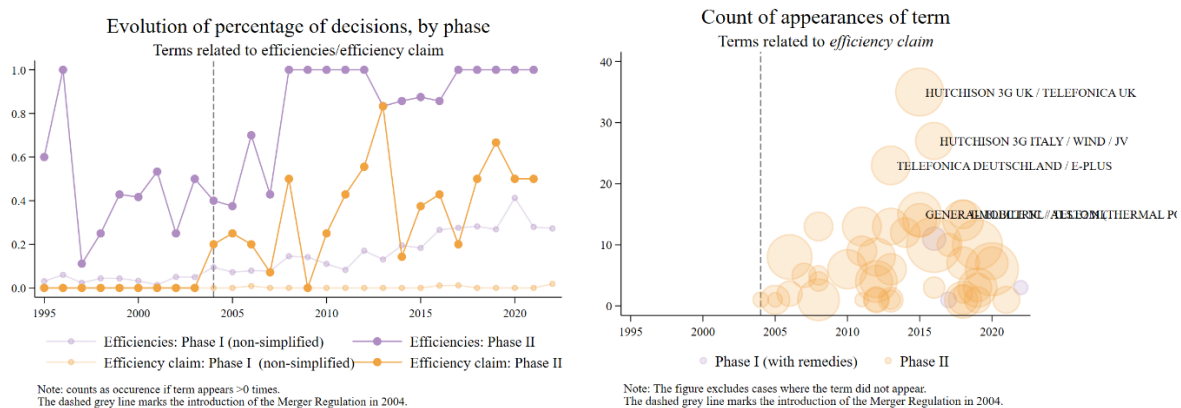 Evolution of percentage of decisions, by phase
Terms related to efficiencies/efficiency claim
1.0
0.8
0.6
0.4
0.2
0.0
1995 2000 2005 2010 2015 2020
Efficiencies: Phase I (non-simplified) Efficiencies: Phase II
Efficiency claim: Phase I (non-simplified) Efficiency claim: Phase II
Note: counts as occurence if term appears >0 times.
The dashed grey line marks the introduction of the Merger Regulation in 2004.
Count of appearances of term
Terms related to efficiency claim
40
30
20
10
0
HUTCHISON 3G UK / TELEFONICA UK
HUTCHISON 3G ITALY / WIND / JV
TELEFONICA DEUTSCHLAND / E-PLUS
GENERAL THERMAL PO
1995 2000 2005 2010 2015 2020
Phase I (with remedies) Phase II
Note: The figure excludes cases where the term did not appear.
The dashed grey line marks the introduction of the Merger Regulation in 2004.